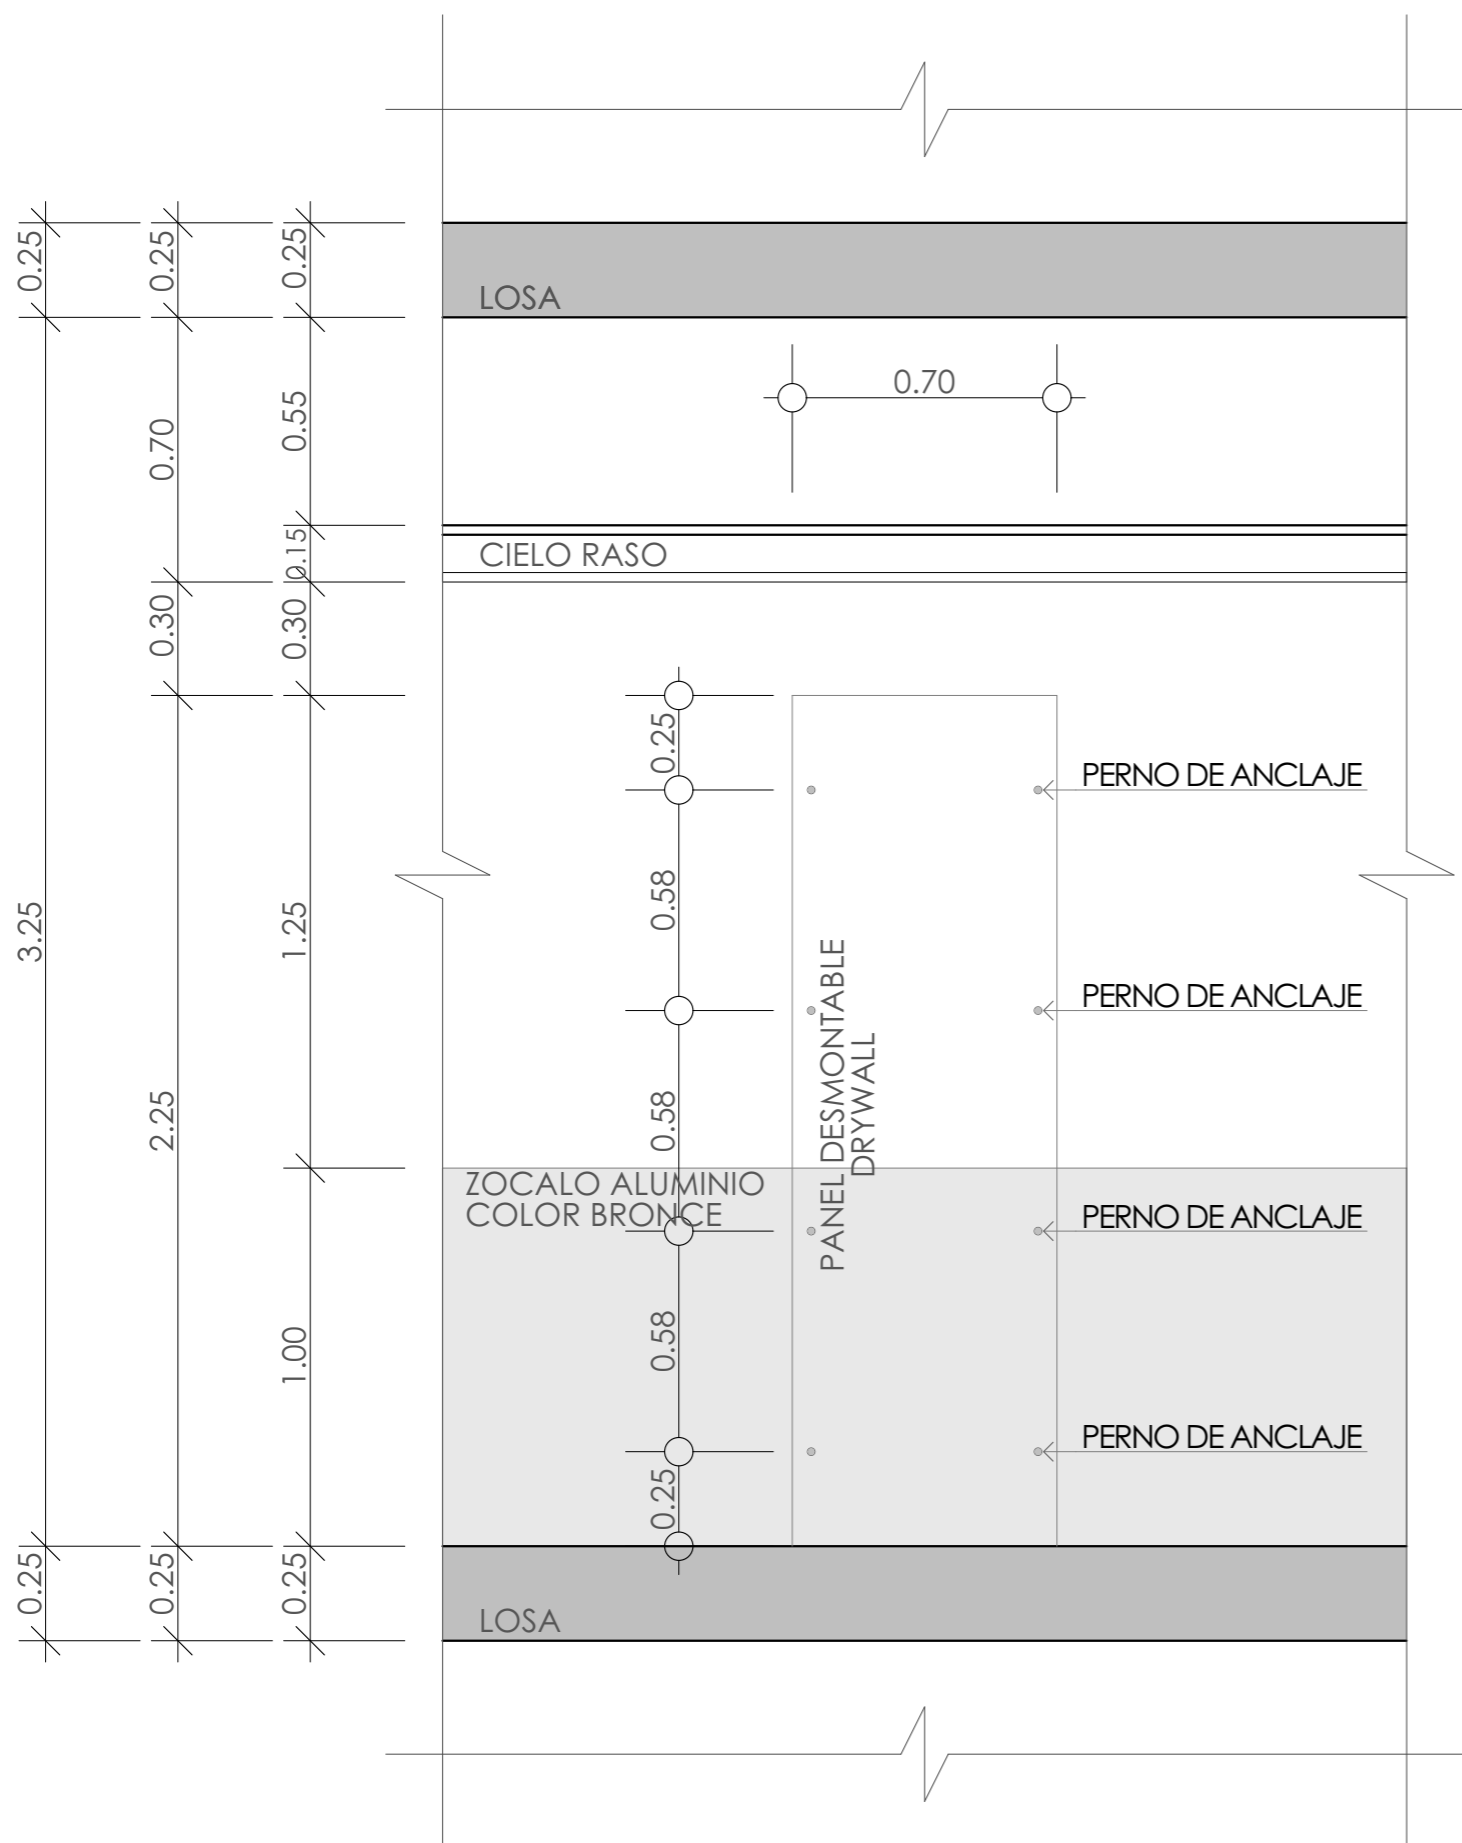 0.25
0.25
0.25
LOSA
0.70
0.55
0.70
0.15
CIELO RASO
0.30
0.30
0.25
PERNO DE ANCLAJE
0.58
3.25
1.25
PERNO DE ANCLAJE
2.25
0.58
PANEL DESMONTABLE
DRYWALL
ZOCALO ALUMINIO
COLOR BRONCE
PERNO DE ANCLAJE
1.00
0.58
PERNO DE ANCLAJE
0.25
0.25
0.25
0.25
LOSA